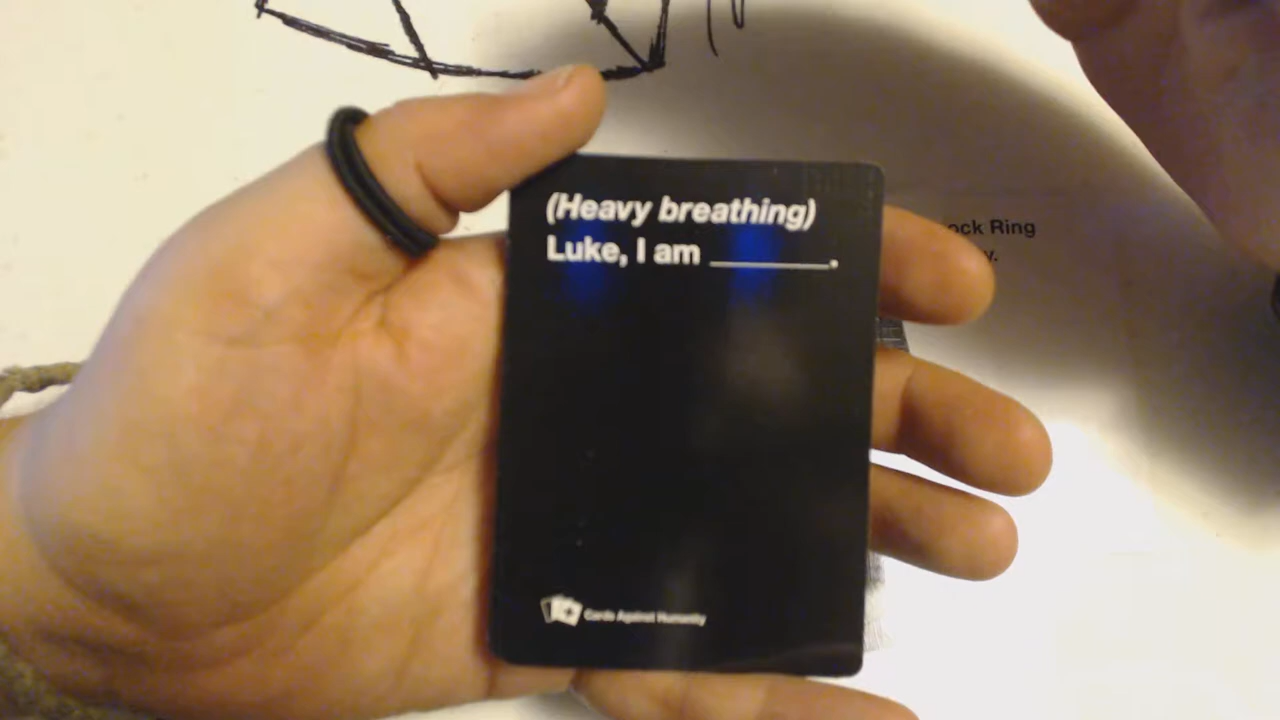 (Heavy breathing)
Luke, I am ______.
ock Ring
y.
Cards Against Humanity